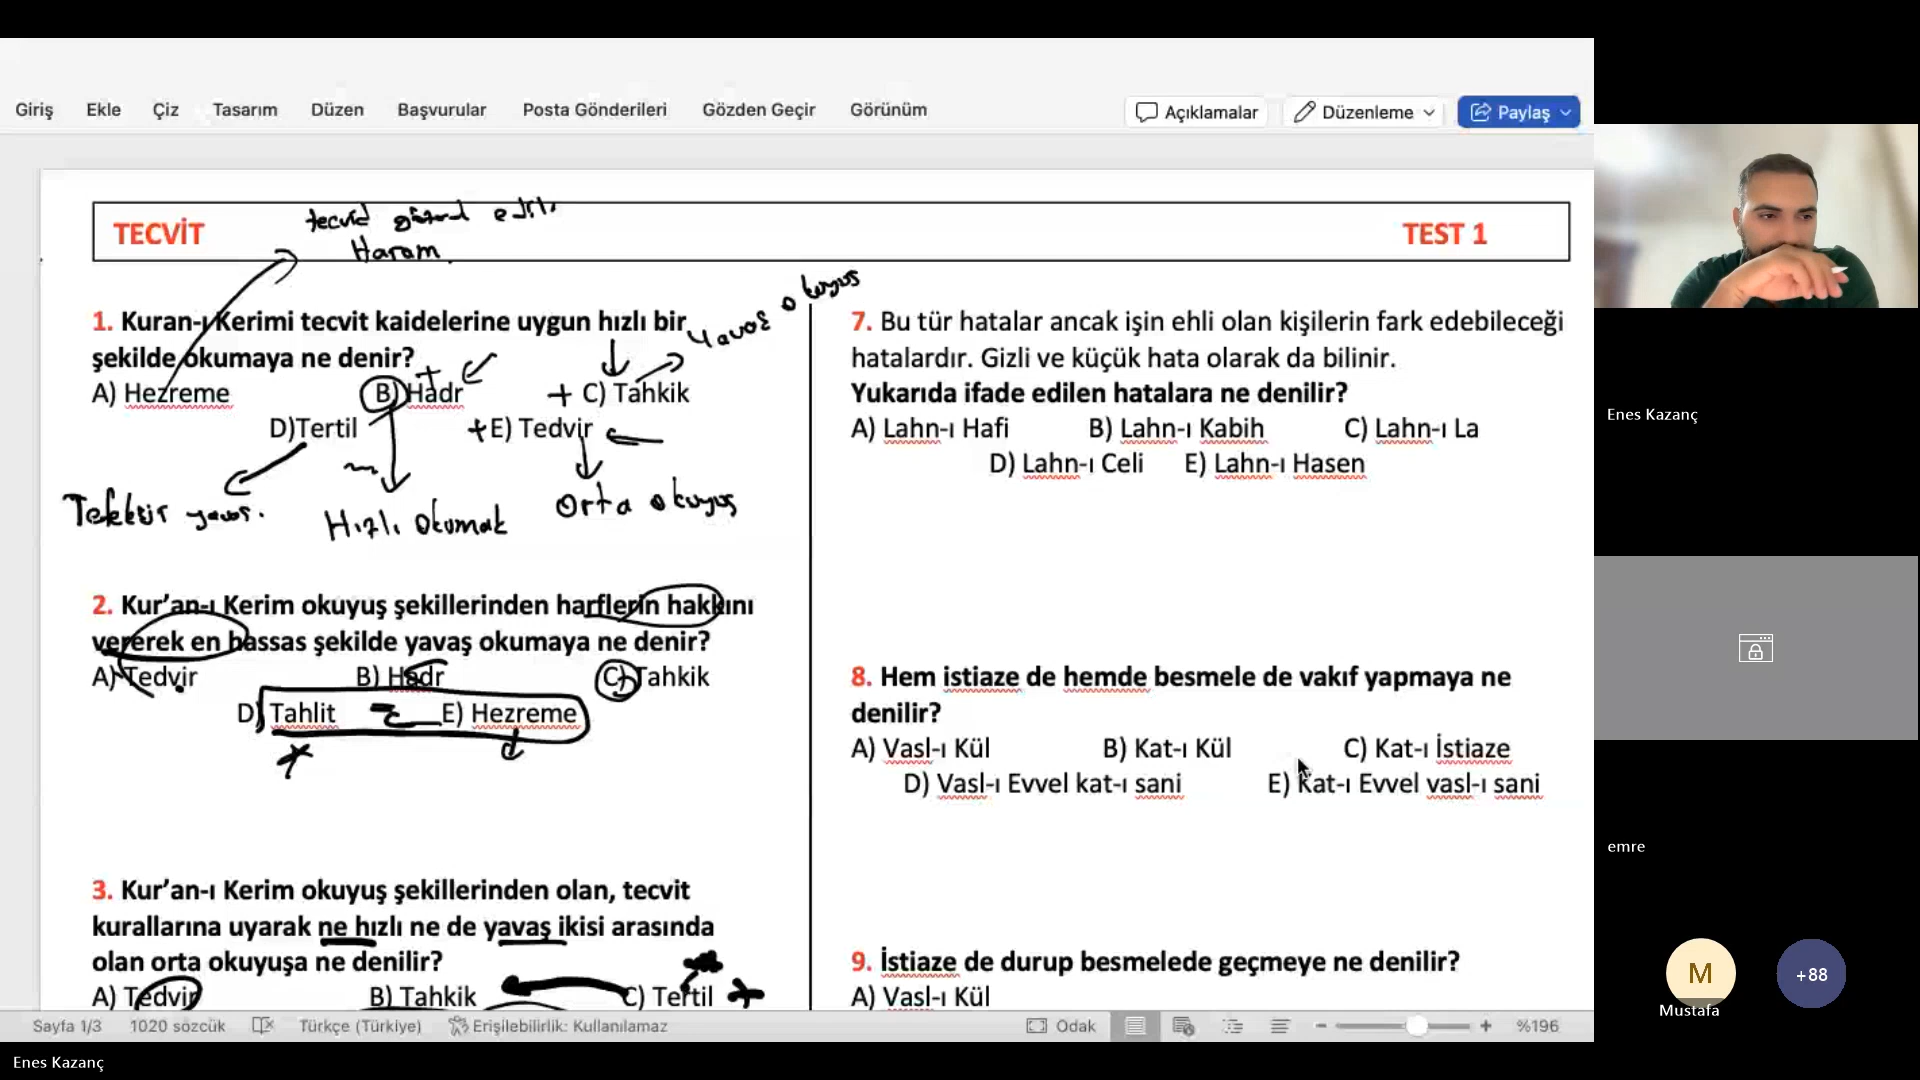 Giriş Ekle Çiz Tasarım Düzen Başvurular Posta Gönderileri Gözden Geçir Görünüm
Açıklamalar Düzenleme Paylaş
TECVİT
TEST 1
tecvid edili
Haram
1. Kuran-ı Kerimi tecvit kaidelerine uygun hızlı bir
şekilde okumaya ne denir?
Yavaş okuyuş
A) Hezreme B) Hadr C) Tahkik
D)Tertil E) Tedvir
yavaş.
Hızlı okumak
Orta okuyuş
2. Kur’an-ı Kerim okuyuş şekillerinden harflerin hakkını
vererek en hassas şekilde yavaş okumaya ne denir?
A) Tedvir B) Hadr C) Tahkik
D) Tahlit E) Hezreme
3. Kur’an-ı Kerim okuyuş şekillerinden olan, tecvit
kurallarına uyarak ne hızlı ne de yavaş ikisi arasında
olan orta okuyuşa ne denilir?
A) Tedvir B) Tahkik C) Tertil
7. Bu tür hatalar ancak işin ehli olan kişilerin fark edebileceği
hatalardır. Gizli ve küçük hata olarak da bilinir.
Yukarıda ifade edilen hatalara ne denilir?
A) Lahn-ı Hafi B) Lahn-ı Kabih C) Lahn-ı La
D) Lahn-ı Celi E) Lahn-ı Hasen
8. Hem istiaze de hemde besmele de vakıf yapmaya ne
denilir?
A) Vasl-ı Kül B) Kat-ı Kül C) Kat-ı İstiaze
D) Vasl-ı Evvel kat-ı sani E) Kat-ı Evvel vasl-ı sani
9. İstiaze de durup besmelede geçmeye ne denilir?
A) Vasl-ı Kül
Sayfa 1/3 1020 sözcük Türkçe (Türkiye) Erişilebilirlik: Kullanılamaz Odak %196
Enes Kazanç
Enes Kazanç
emre
M
Mustafa
+88